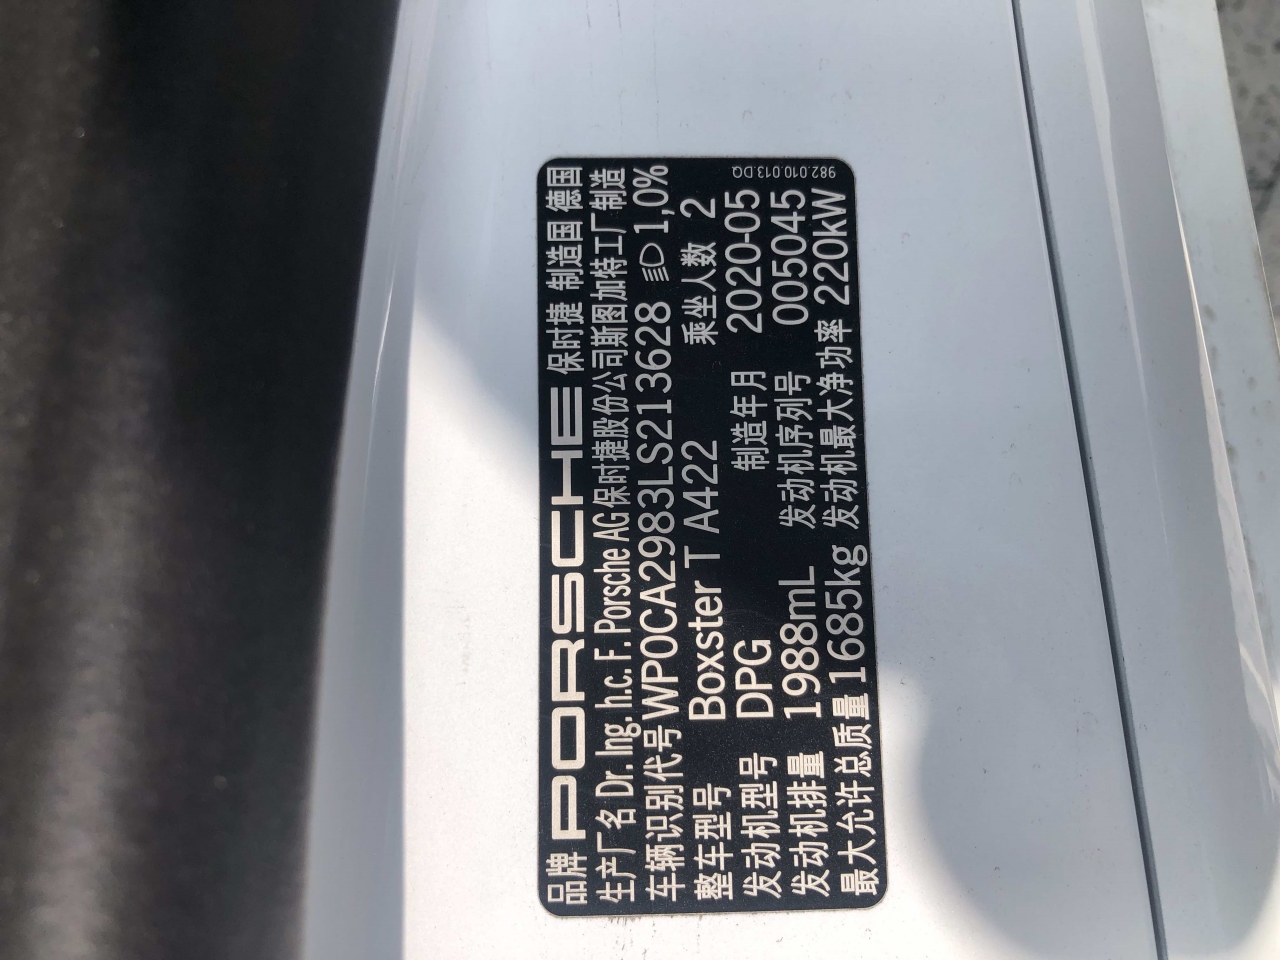 品牌 PORSCHE 保时捷 制造国 德国
生产厂名 Dr. Ing. h.c. F. Porsche AG 保时捷股份公司斯图加特工厂制造
车辆识别代号 WP0CA2983LS213628 1,0%
整车型号 Boxster T A422 乘坐人数 2
发动机型号 DPG 制造年月 2020-05
发动机排量 1988mL 发动机序列号 005045
最大允许总质量 1685kg 发动机最大净功率 220kW
982.010.013.DQ